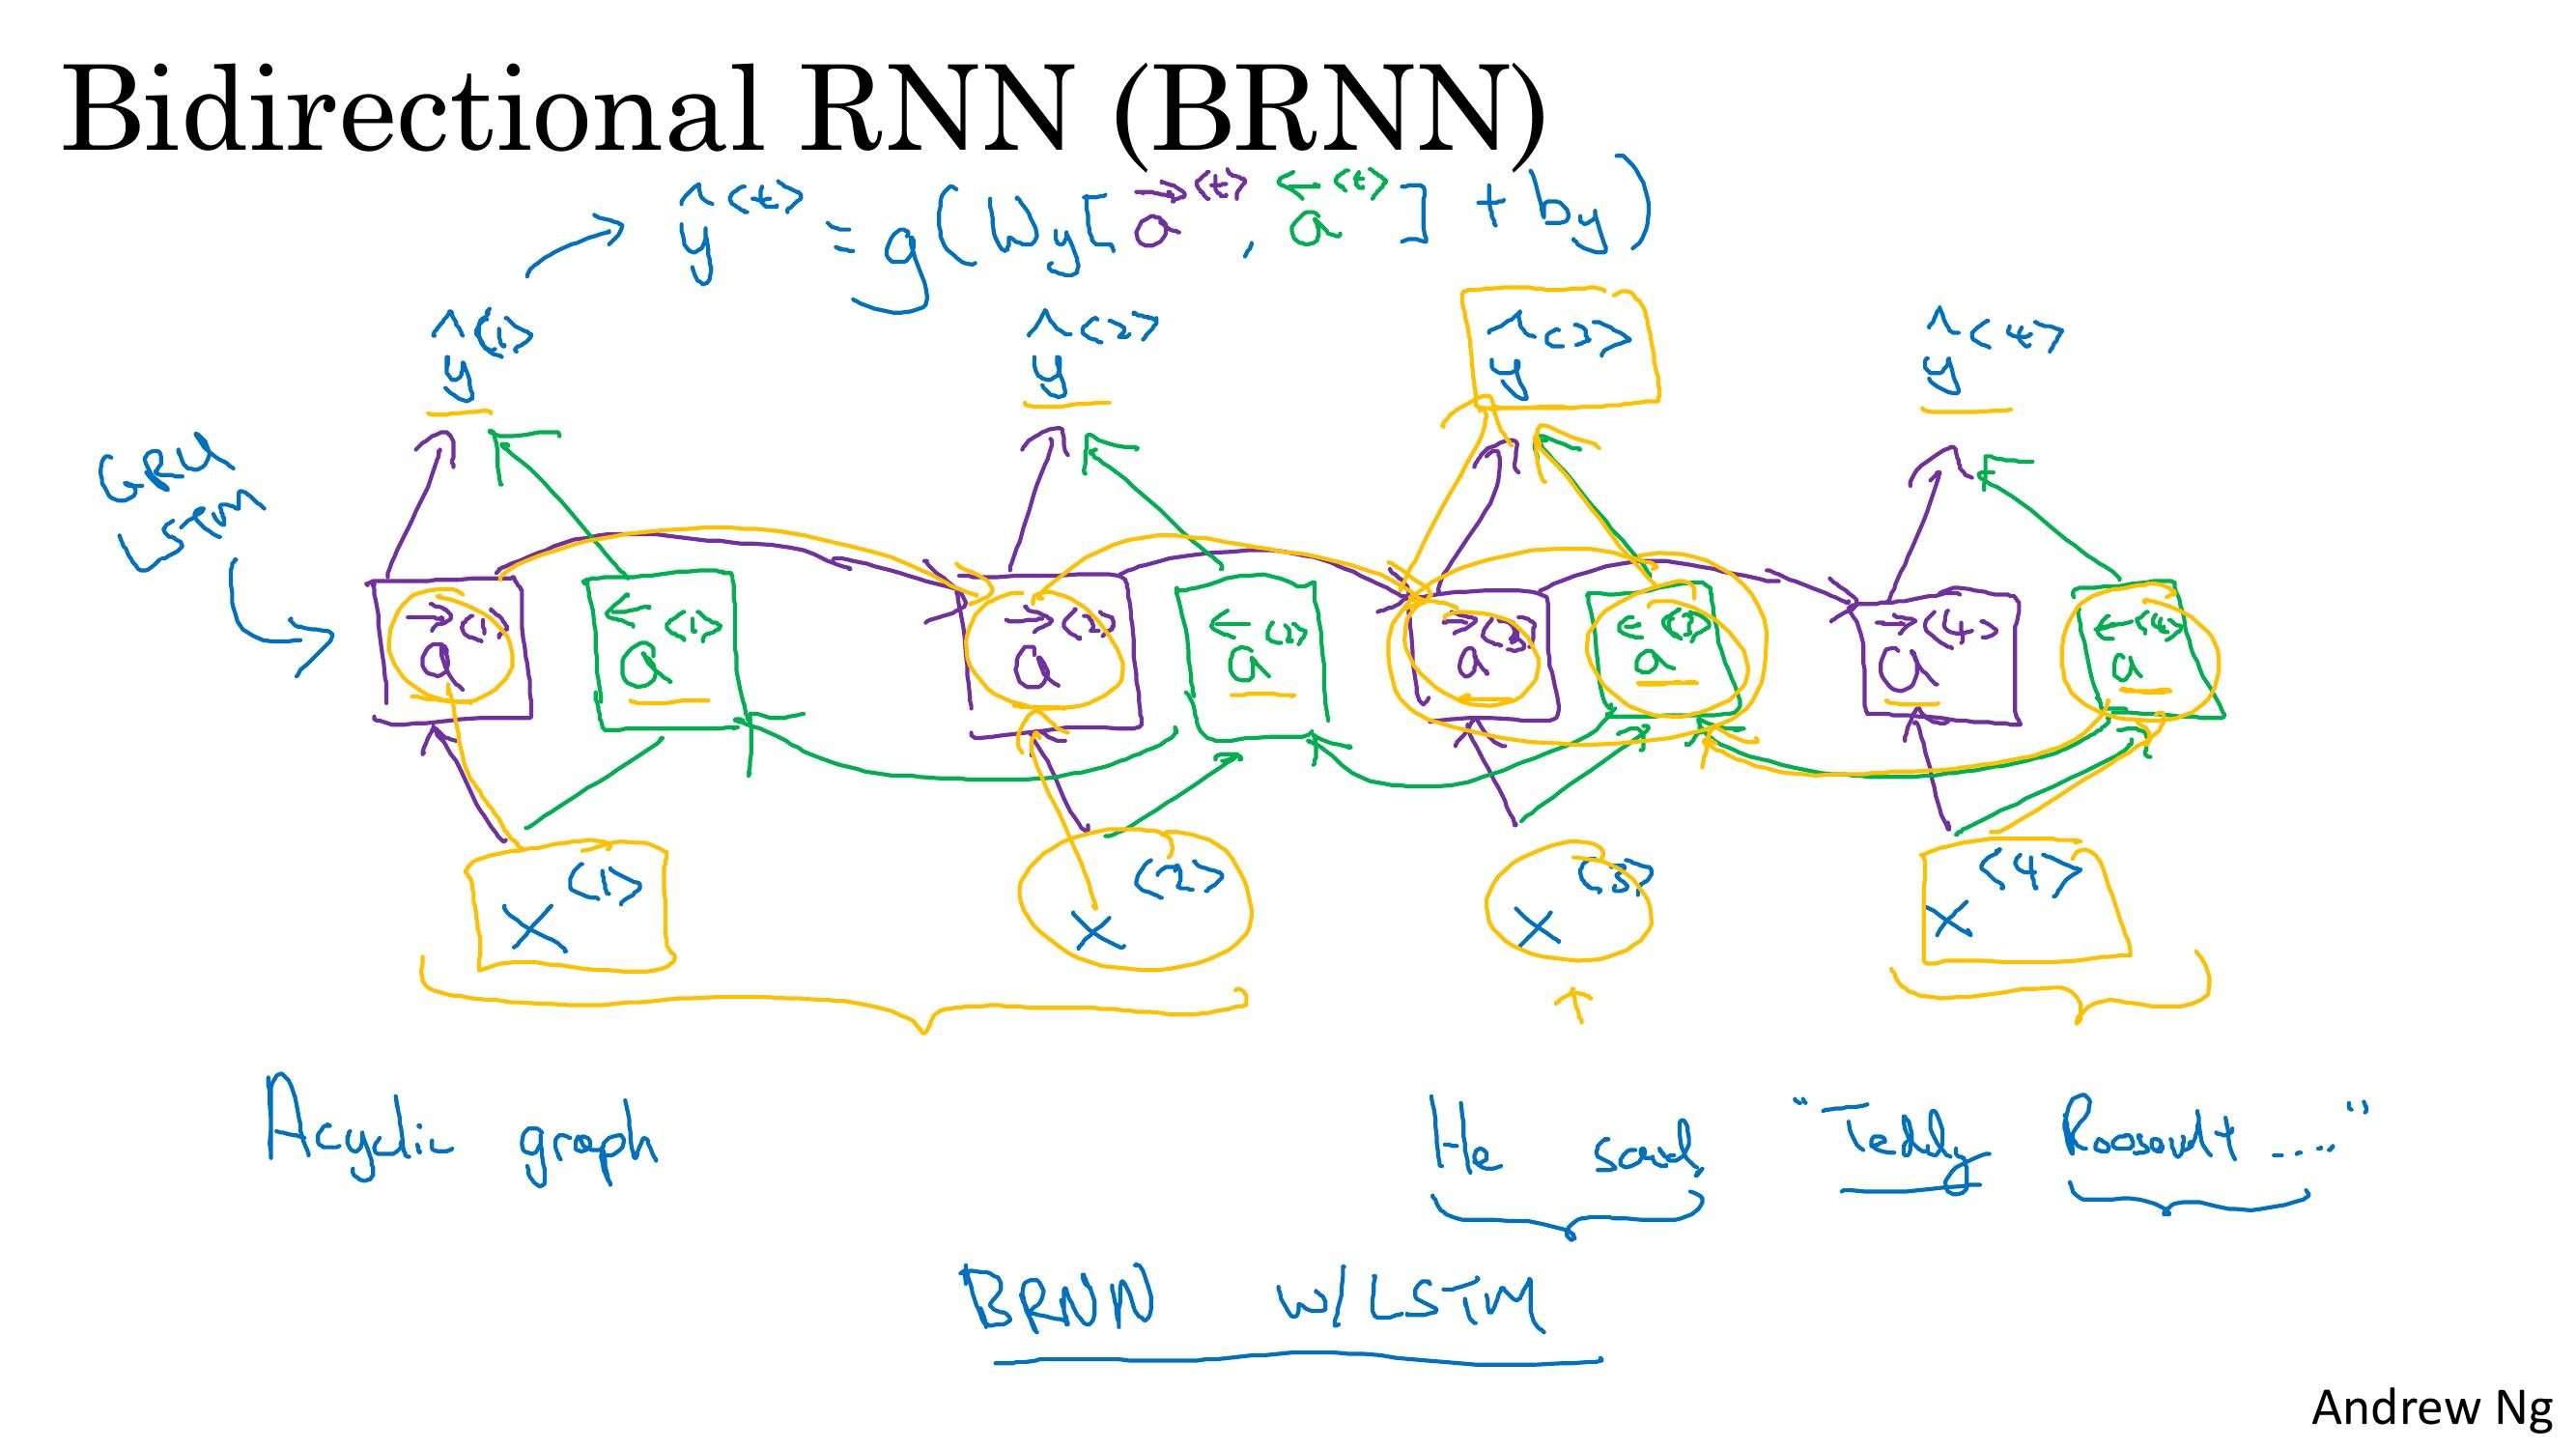 Bidirectional RNN (BRNN)
ŷ<t> = g(Wy[a→<t>, a←<t>] + by)
ŷ<1> ŷ<2> ŷ<3> ŷ<4>
GRU
LSTM
a→<1> a←<1> a→<2> a←<2> a→<3> a←<3> a→<4> a←<4>
x<1> x<2> x<3> x<4>
Acyclic graph
He said, "Teddy Roosevelt ...."
BRNN w/LSTM
Andrew Ng